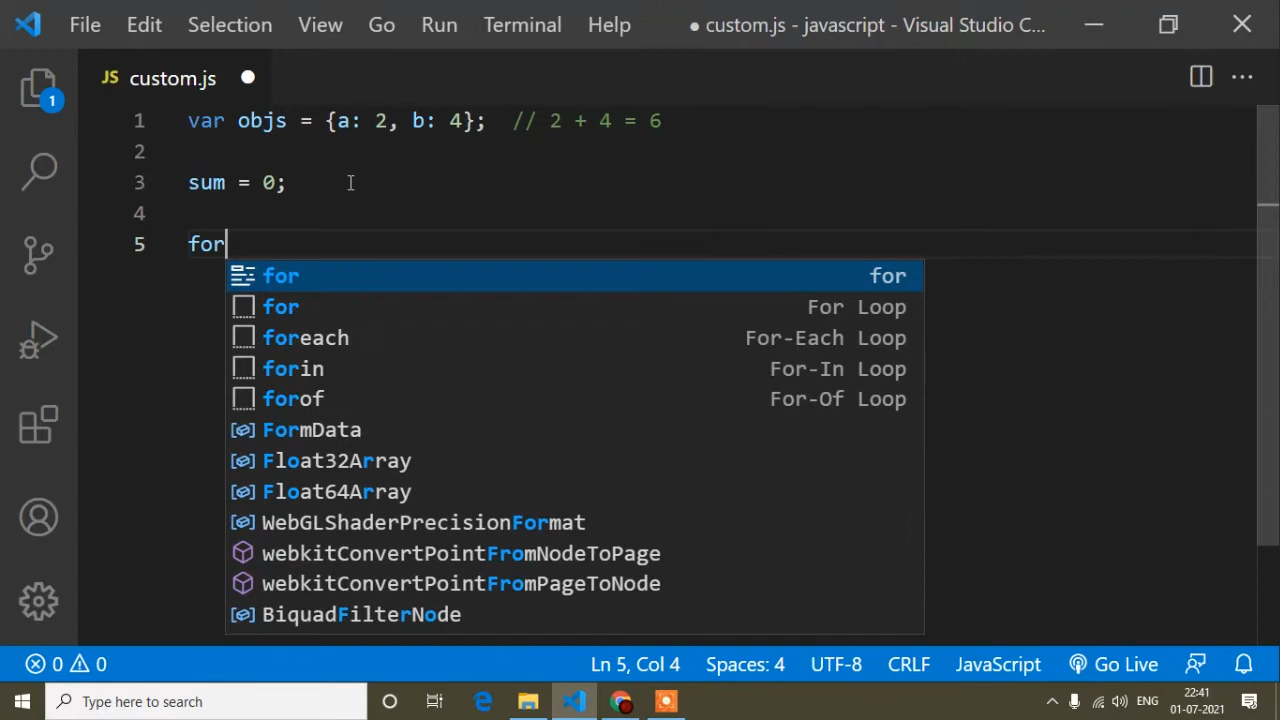 File Edit Selection View Go Run Terminal Help ● custom.js - javascript - Visual Studio C...
JS custom.js ●
1 var objs = {a: 2, b: 4}; // 2 + 4 = 6
2
3 sum = 0;
4
5 for
for for
for For Loop
foreach For-Each Loop
forin For-In Loop
forof For-Of Loop
FormData
Float32Array
Float64Array
WebGLShaderPrecisionFormat
webkitConvertPointFromNodeToPage
webkitConvertPointFromPageToNode
BiquadFilterNode
1
0 0 Ln 5, Col 4 Spaces: 4 UTF-8 CRLF JavaScript Go Live
Type here to search ENG 22:41
01-07-2021